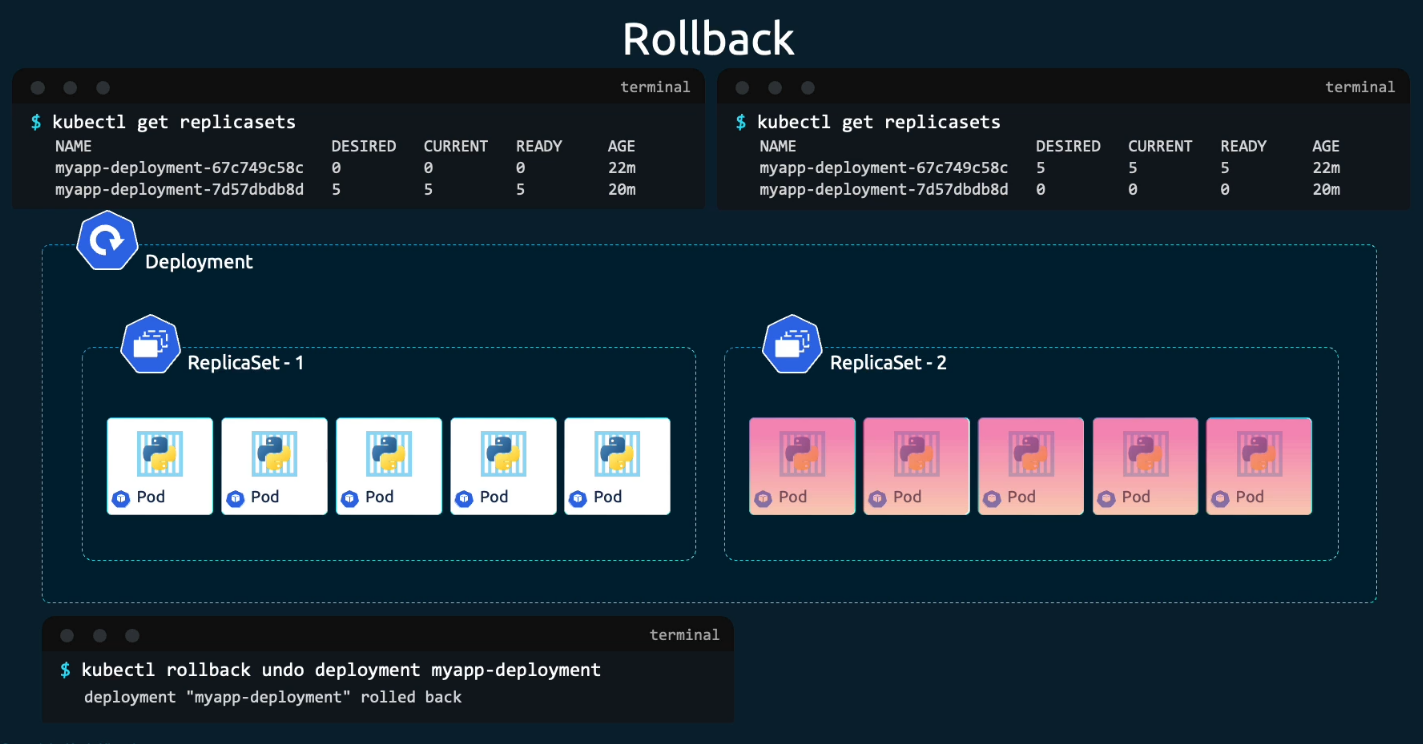 Rollback
terminal
$ kubectl get replicasets
NAME DESIRED CURRENT READY AGE
myapp-deployment-67c749c58c 0 0 0 22m
myapp-deployment-7d57dbdb8d 5 5 5 20m
terminal
$ kubectl get replicasets
NAME DESIRED CURRENT READY AGE
myapp-deployment-67c749c58c 5 5 5 22m
myapp-deployment-7d57dbdb8d 0 0 0 20m
Deployment
ReplicaSet - 1
Pod Pod Pod Pod Pod
ReplicaSet - 2
Pod Pod Pod Pod Pod
terminal
$ kubectl rollback undo deployment myapp-deployment
deployment "myapp-deployment" rolled back